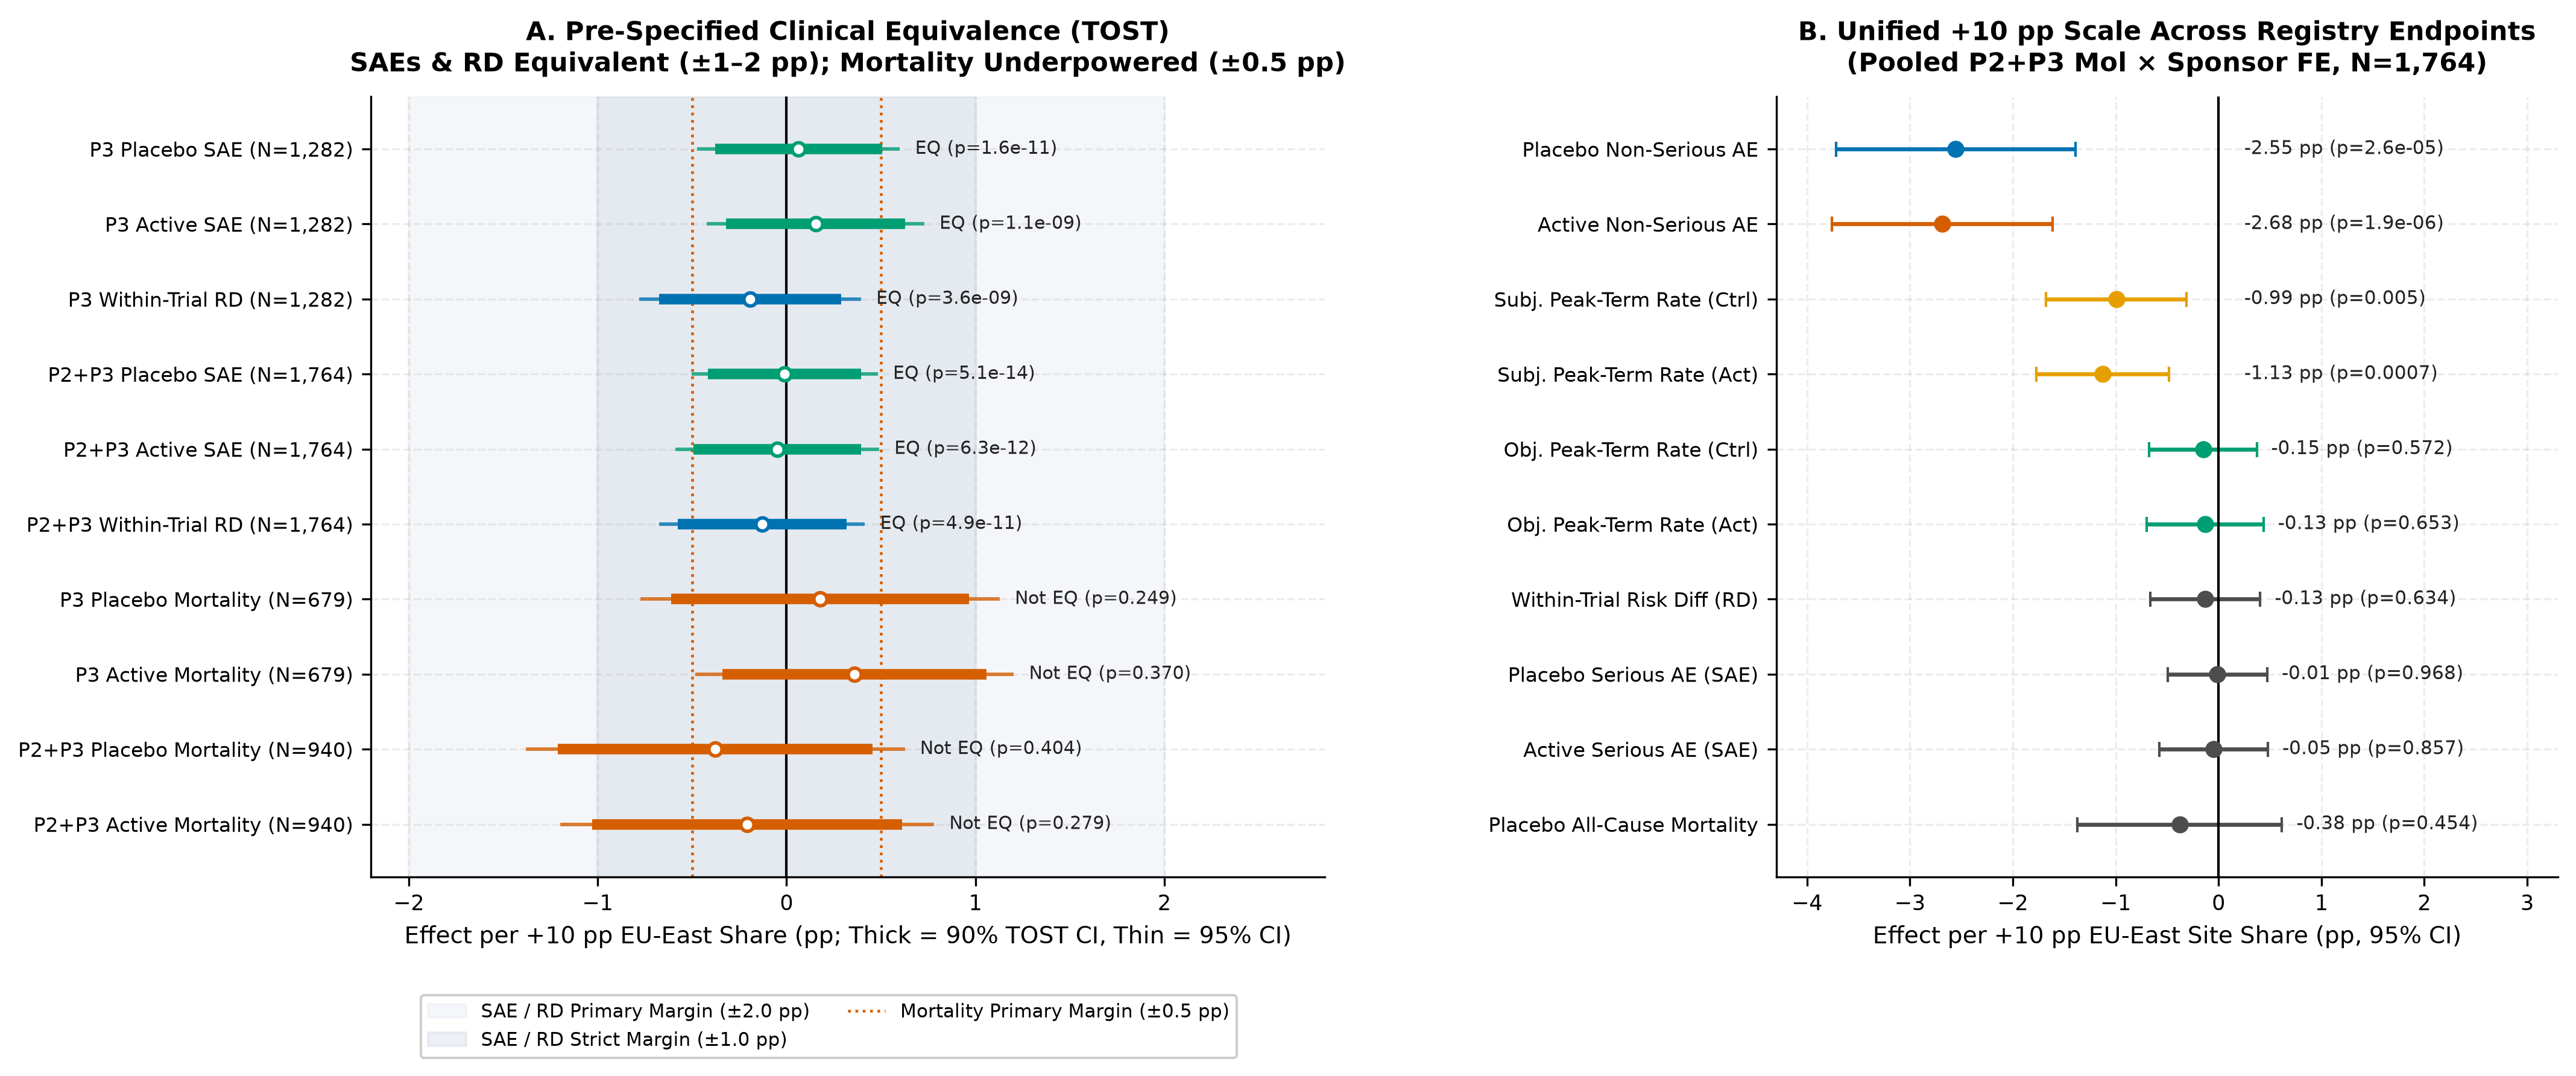 A. Pre-Specified Clinical Equivalence (TOST)
SAEs & RD Equivalent (±1–2 pp); Mortality Underpowered (±0.5 pp)
P3 Placebo SAE (N=1,282)
EQ (p=1.6e-11)
P3 Active SAE (N=1,282)
EQ (p=1.1e-09)
P3 Within-Trial RD (N=1,282)
EQ (p=3.6e-09)
P2+P3 Placebo SAE (N=1,764)
EQ (p=5.1e-14)
P2+P3 Active SAE (N=1,764)
EQ (p=6.3e-12)
P2+P3 Within-Trial RD (N=1,764)
EQ (p=4.9e-11)
P3 Placebo Mortality (N=679)
Not EQ (p=0.249)
P3 Active Mortality (N=679)
Not EQ (p=0.370)
P2+P3 Placebo Mortality (N=940)
Not EQ (p=0.404)
P2+P3 Active Mortality (N=940)
Not EQ (p=0.279)
−2 −1 0 1 2
Effect per +10 pp EU-East Share (pp; Thick = 90% TOST CI, Thin = 95% CI)
SAE / RD Primary Margin (±2.0 pp)
SAE / RD Strict Margin (±1.0 pp)
Mortality Primary Margin (±0.5 pp)
B. Unified +10 pp Scale Across Registry Endpoints
(Pooled P2+P3 Mol × Sponsor FE, N=1,764)
Placebo Non-Serious AE
-2.55 pp (p=2.6e-05)
Active Non-Serious AE
-2.68 pp (p=1.9e-06)
Subj. Peak-Term Rate (Ctrl)
-0.99 pp (p=0.005)
Subj. Peak-Term Rate (Act)
-1.13 pp (p=0.0007)
Obj. Peak-Term Rate (Ctrl)
-0.15 pp (p=0.572)
Obj. Peak-Term Rate (Act)
-0.13 pp (p=0.653)
Within-Trial Risk Diff (RD)
-0.13 pp (p=0.634)
Placebo Serious AE (SAE)
-0.01 pp (p=0.968)
Active Serious AE (SAE)
-0.05 pp (p=0.857)
Placebo All-Cause Mortality
-0.38 pp (p=0.454)
−4 −3 −2 −1 0 1 2 3
Effect per +10 pp EU-East Site Share (pp, 95% CI)